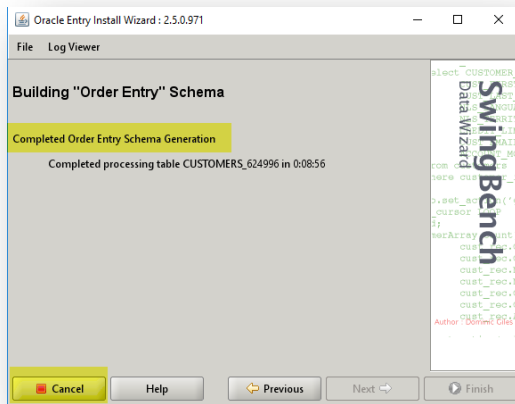 Oracle Entry Install Wizard : 2.5.0.971
File Log Viewer
Building "Order Entry" Schema
Completed Order Entry Schema Generation
Completed processing table CUSTOMERS_624996 in 0:08:56
SwingBench
Data Wizard
Author : Dominic Giles
Cancel Help Previous Next Finish